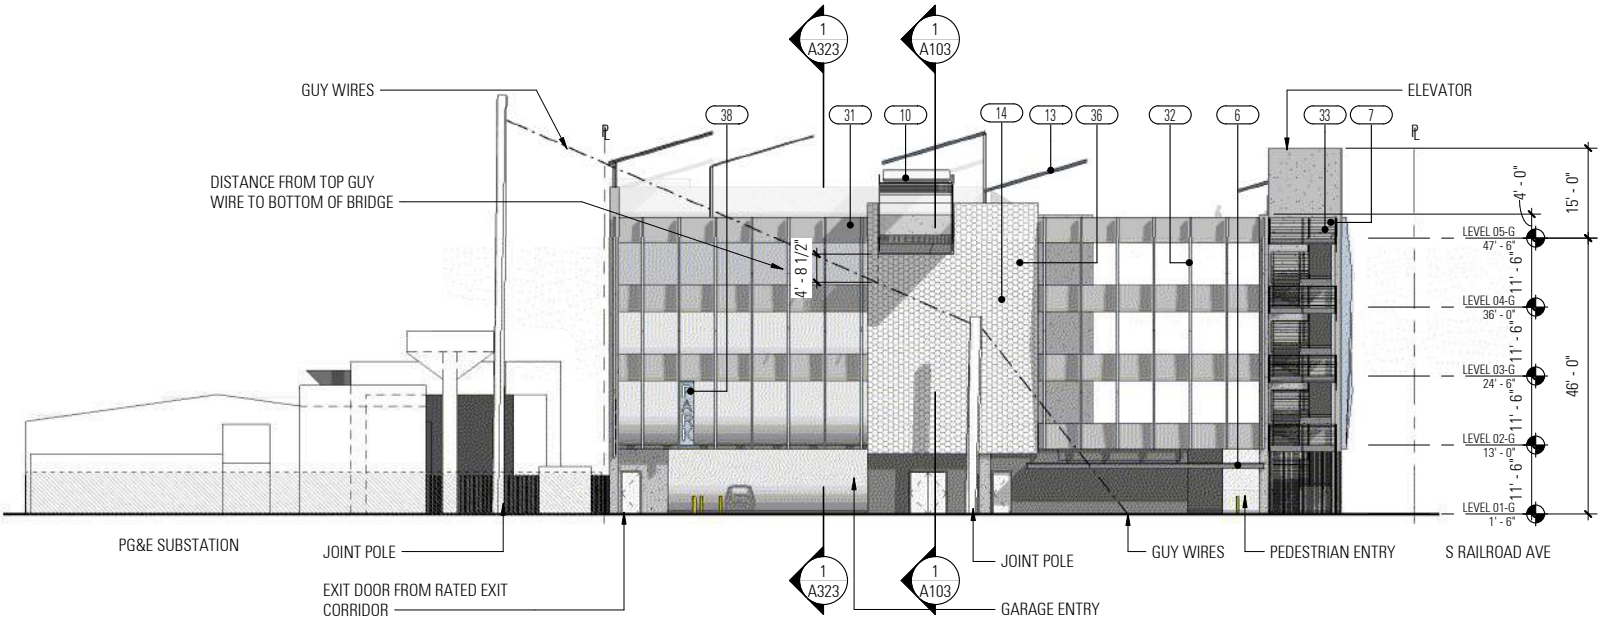 1
A323
1
A103
GUY WIRES
ELEVATOR
38
31
10
14
13
36
32
6
33
7
PL
PL
DISTANCE FROM TOP GUY
WIRE TO BOTTOM OF BRIDGE
4' - 8 1/2"
4' - 0"
15' - 0"
LEVEL 05-G
47' - 6"
11' - 6"
LEVEL 04-G
36' - 0"
11' - 6"
LEVEL 03-G
24' - 6"
46' - 0"
11' - 6"
LEVEL 02-G
13' - 0"
11' - 6"
LEVEL 01-G
1' - 6"
PARK
PG&E SUBSTATION
JOINT POLE
EXIT DOOR FROM RATED EXIT
CORRIDOR
1
A323
1
A103
JOINT POLE
GARAGE ENTRY
GUY WIRES
PEDESTRIAN ENTRY
S RAILROAD AVE